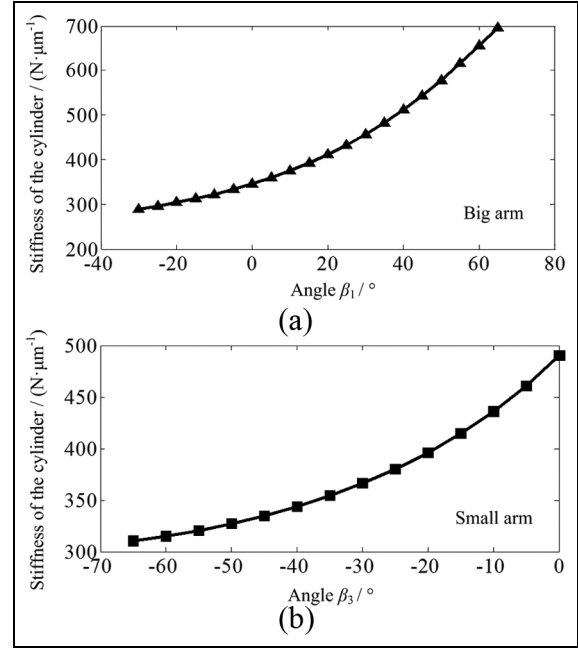 700
600
500
400
300
200
-40 -20 0 20 40 60 80
Stiffness of the cylinder / (N·μm⁻¹)
Big arm
Angle β₁ / °
(a)
500
450
400
350
300
-70 -60 -50 -40 -30 -20 -10 0
Stiffness of the cylinder / (N·μm⁻¹)
Small arm
Angle β₃ / °
(b)